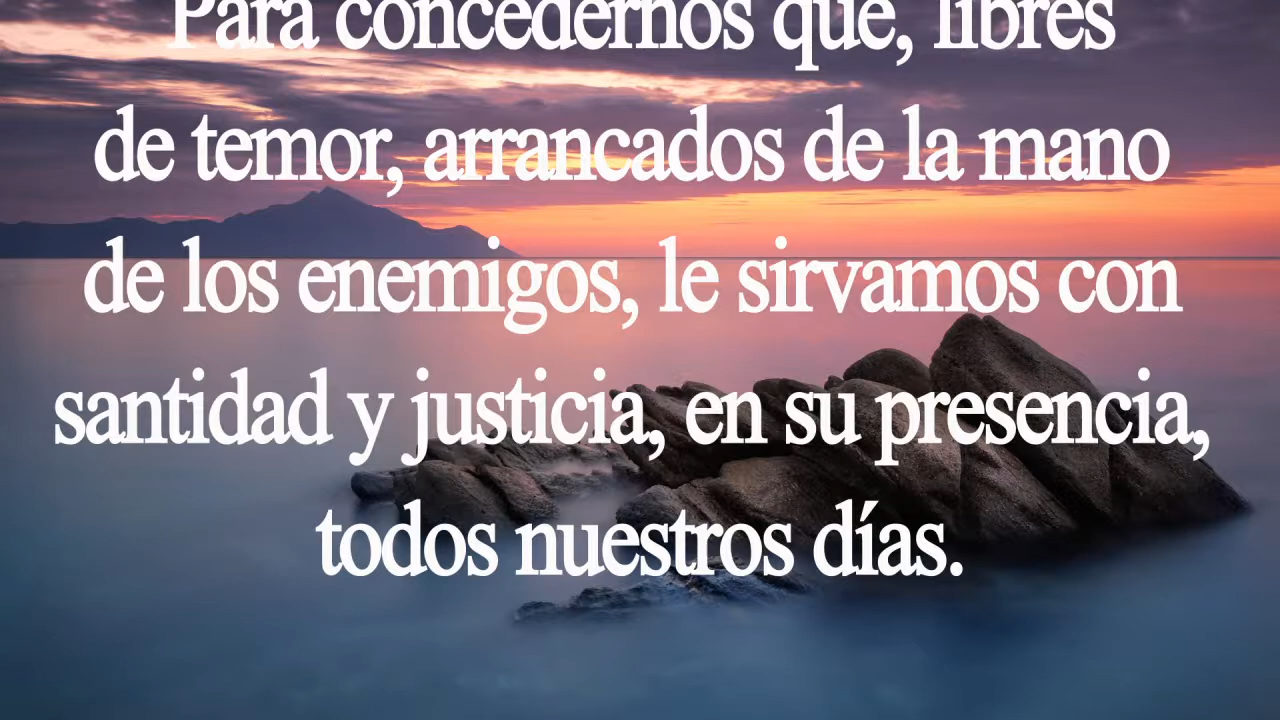 Para concedernos que, libres
de temor, arrancados de la mano
de los enemigos, le sirvamos con
santidad y justicia, en su presencia,
todos nuestros días.